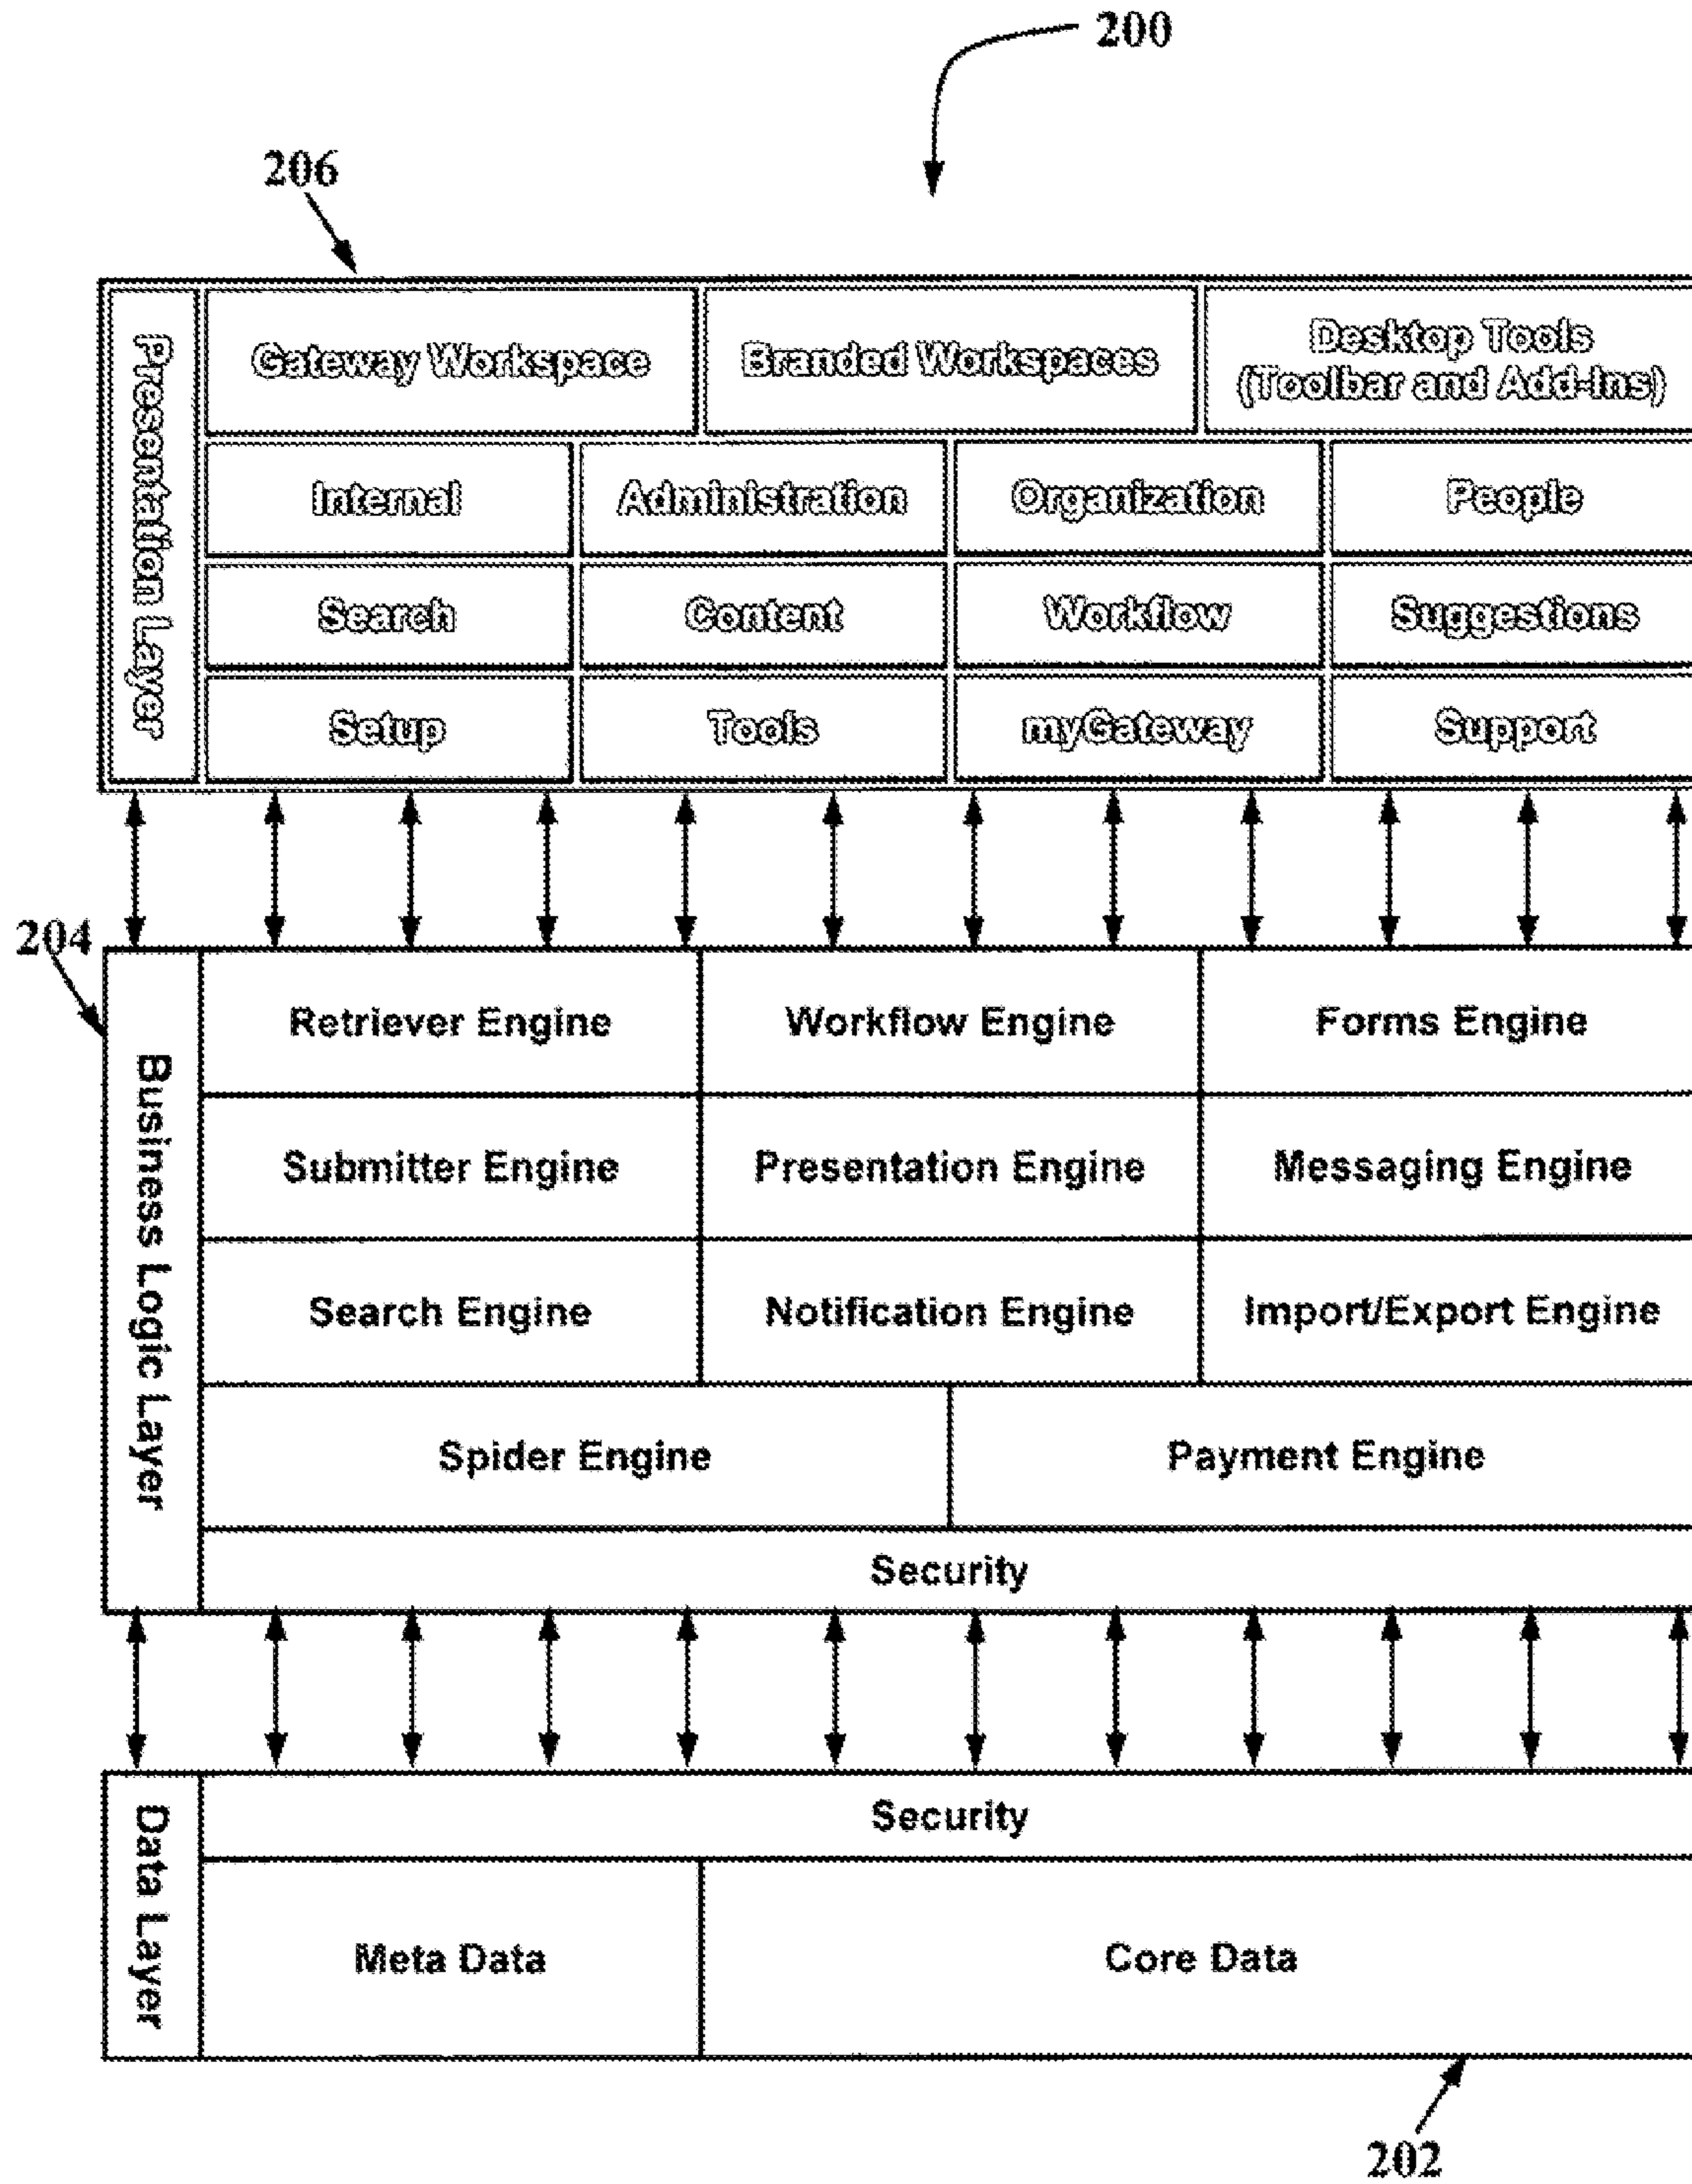 200
206
Presentation Layer
Gateway Workspace
Branded Workspaces
Desktop Tools
(Toolbar and Add-Ins)
Internal
Administration
Organization
People
Search
Content
Workflow
Suggestions
Setup
Tools
myGateway
Support
204
Business Logic Layer
Retriever Engine
Workflow Engine
Forms Engine
Submitter Engine
Presentation Engine
Messaging Engine
Search Engine
Notification Engine
Import/Export Engine
Spider Engine
Payment Engine
Security
Data Layer
Security
Meta Data
Core Data
202